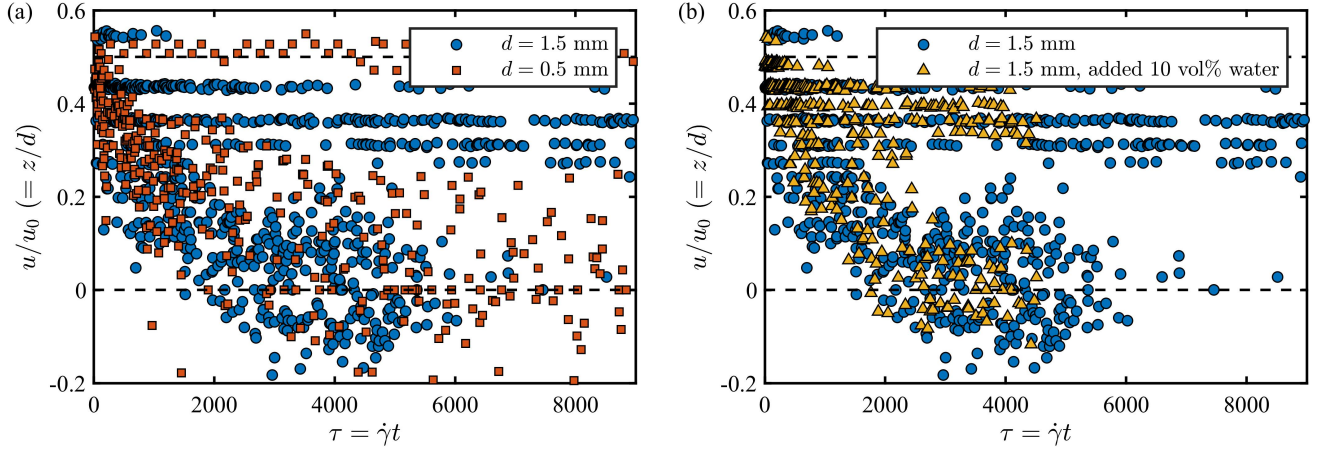 (a)
0.6
0.4
0.2
0
-0.2
u/u₀ (= z/d)
0 2000 4000 6000 8000
τ = γ̇t
d = 1.5 mm
d = 0.5 mm
(b)
0.6
0.4
0.2
0
-0.2
u/u₀ (= z/d)
0 2000 4000 6000 8000
τ = γ̇t
d = 1.5 mm
d = 1.5 mm, added 10 vol% water